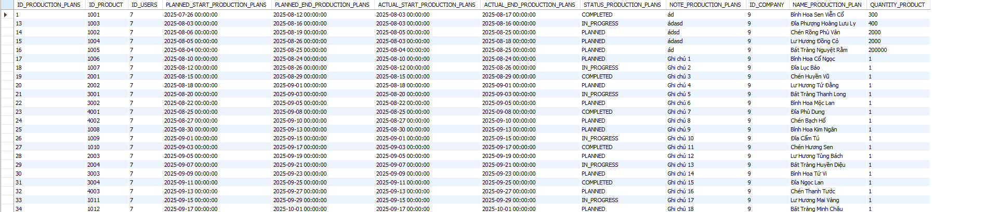 ID_PRODUCTION_PLANS ID_PRODUCT ID_USERS PLANNED_START_PRODUCTION_PLANS PLANNED_END_PRODUCTION_PLANS ACTUAL_START_PRODUCTION_PLANS ACTUAL_END_PRODUCTION_PLANS STATUS_PRODUCTION_PLANS NOTE_PRODUCTION_PLANS ID_COMPANY NAME_PRODUCTION_PLAN QUANTITY_PRODUCT
1 1001 7 2025-07-26 00:00:00 2025-08-12 00:00:00 2025-08-03 00:00:00 2025-08-17 00:00:00 COMPLETED ád 9 Bình Hoa Sen Viễn Cổ 300
13 1003 7 2025-08-03 00:00:00 2025-08-16 00:00:00 2025-08-03 00:00:00 2025-08-16 00:00:00 IN_PROGRESS ádasd 9 Đĩa Phượng Hoàng Lưu Ly 400
14 1002 7 2025-08-06 00:00:00 2025-08-19 00:00:00 2025-08-05 00:00:00 2025-08-25 00:00:00 PLANNED ádsd 9 Chén Rồng Phù Vân 2000
15 1004 7 2025-08-05 00:00:00 2025-08-26 00:00:00 2025-08-03 00:00:00 2025-08-18 00:00:00 PLANNED ádasd 9 Lư Hương Đồng Cỏ 2000
16 1005 7 2025-08-04 00:00:00 2025-08-25 00:00:00 2025-08-04 00:00:00 2025-08-25 00:00:00 PLANNED ád 9 Bát Tràng Nguyệt Rằm 200000
17 1006 7 2025-08-10 00:00:00 2025-08-24 00:00:00 2025-08-10 00:00:00 2025-08-24 00:00:00 PLANNED Ghi chú 1 9 Bình Hoa Cổ Ngọc 1
18 1007 7 2025-08-12 00:00:00 2025-08-26 00:00:00 2025-08-12 00:00:00 2025-08-26 00:00:00 IN_PROGRESS Ghi chú 2 9 Đĩa Lục Bảo 1
19 2001 7 2025-08-15 00:00:00 2025-08-29 00:00:00 2025-08-15 00:00:00 2025-08-29 00:00:00 COMPLETED Ghi chú 3 9 Chén Huyền Vũ 1
20 2002 7 2025-08-18 00:00:00 2025-09-01 00:00:00 2025-08-18 00:00:00 2025-09-01 00:00:00 PLANNED Ghi chú 4 9 Lư Hương Tử Đằng 1
21 3001 7 2025-08-20 00:00:00 2025-09-03 00:00:00 2025-08-20 00:00:00 2025-09-03 00:00:00 IN_PROGRESS Ghi chú 5 9 Bát Tràng Thanh Long 1
22 3002 7 2025-08-22 00:00:00 2025-09-05 00:00:00 2025-08-22 00:00:00 2025-09-05 00:00:00 PLANNED Ghi chú 6 9 Bình Hoa Mộc Lan 1
23 4001 7 2025-08-25 00:00:00 2025-09-08 00:00:00 2025-08-25 00:00:00 2025-09-08 00:00:00 COMPLETED Ghi chú 7 9 Đĩa Phù Dung 1
24 4002 7 2025-08-27 00:00:00 2025-09-10 00:00:00 2025-08-27 00:00:00 2025-09-10 00:00:00 PLANNED Ghi chú 8 9 Chén Bạch Hổ 1
25 1008 7 2025-08-30 00:00:00 2025-09-13 00:00:00 2025-08-30 00:00:00 2025-09-13 00:00:00 PLANNED Ghi chú 9 9 Bình Hoa Kim Ngân 1
26 1009 7 2025-09-01 00:00:00 2025-09-15 00:00:00 2025-09-01 00:00:00 2025-09-15 00:00:00 IN_PROGRESS Ghi chú 10 9 Đĩa Cẩm Tú 1
27 1010 7 2025-09-03 00:00:00 2025-09-17 00:00:00 2025-09-03 00:00:00 2025-09-17 00:00:00 COMPLETED Ghi chú 11 9 Chén Hương Sen 1
28 2003 7 2025-09-05 00:00:00 2025-09-19 00:00:00 2025-09-05 00:00:00 2025-09-19 00:00:00 PLANNED Ghi chú 12 9 Lư Hương Tùng Bách 1
29 2004 7 2025-09-07 00:00:00 2025-09-21 00:00:00 2025-09-07 00:00:00 2025-09-21 00:00:00 IN_PROGRESS Ghi chú 13 9 Bát Tràng Huyền Diệu 1
30 3003 7 2025-09-09 00:00:00 2025-09-23 00:00:00 2025-09-09 00:00:00 2025-09-23 00:00:00 PLANNED Ghi chú 14 9 Bình Hoa Tử Vi 1
31 3004 7 2025-09-11 00:00:00 2025-09-25 00:00:00 2025-09-11 00:00:00 2025-09-25 00:00:00 COMPLETED Ghi chú 15 9 Đĩa Ngọc Lan 1
32 4003 7 2025-09-13 00:00:00 2025-09-27 00:00:00 2025-09-13 00:00:00 2025-09-27 00:00:00 PLANNED Ghi chú 16 9 Chén Thanh Tước 1
33 1011 7 2025-09-15 00:00:00 2025-09-29 00:00:00 2025-09-15 00:00:00 2025-09-29 00:00:00 IN_PROGRESS Ghi chú 17 9 Lư Hương Mai Vàng 1
34 1012 7 2025-09-17 00:00:00 2025-10-01 00:00:00 2025-09-17 00:00:00 2025-10-01 00:00:00 PLANNED Ghi chú 18 9 Bát Tràng Minh Châu 1